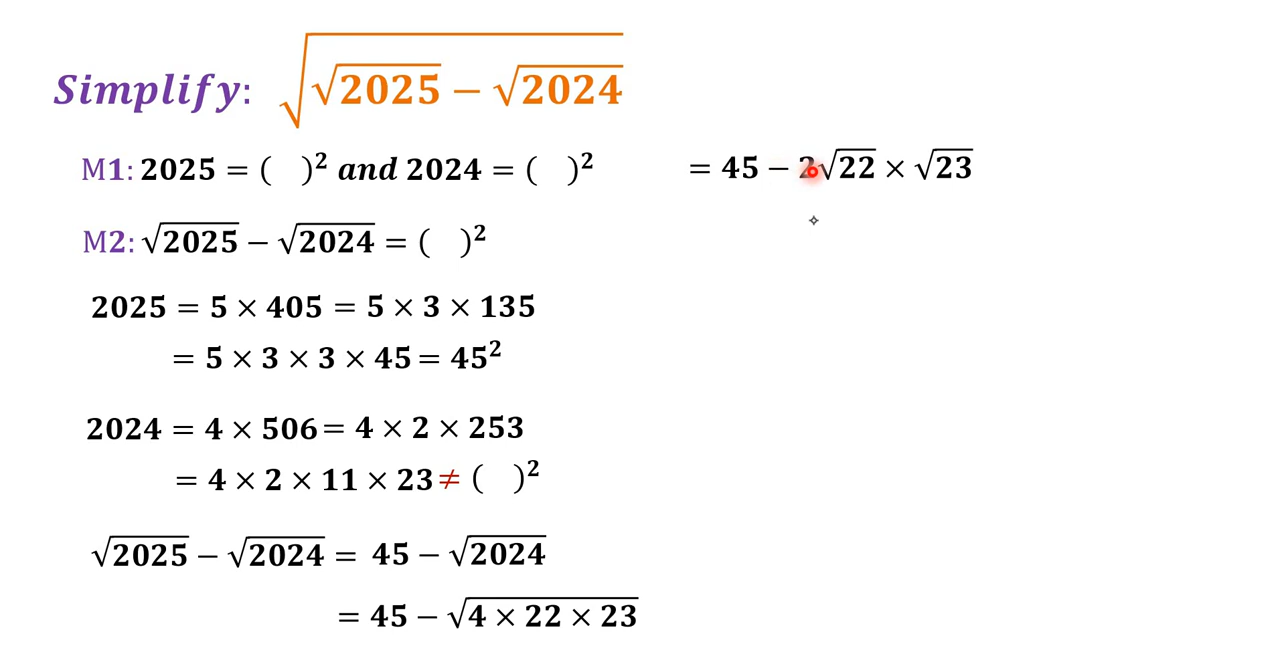 Simplify: √(√2025 − √2024)
M1: 2025 = ( )² and 2024 = ( )²
M2: √2025 − √2024 = ( )²
2025 = 5 × 405 = 5 × 3 × 135
= 5 × 3 × 3 × 45 = 45²
2024 = 4 × 506 = 4 × 2 × 253
= 4 × 2 × 11 × 23 ≠ ( )²
√2025 − √2024 = 45 − √2024
= 45 − √(4 × 22 × 23)
= 45 − 2√22 × √23